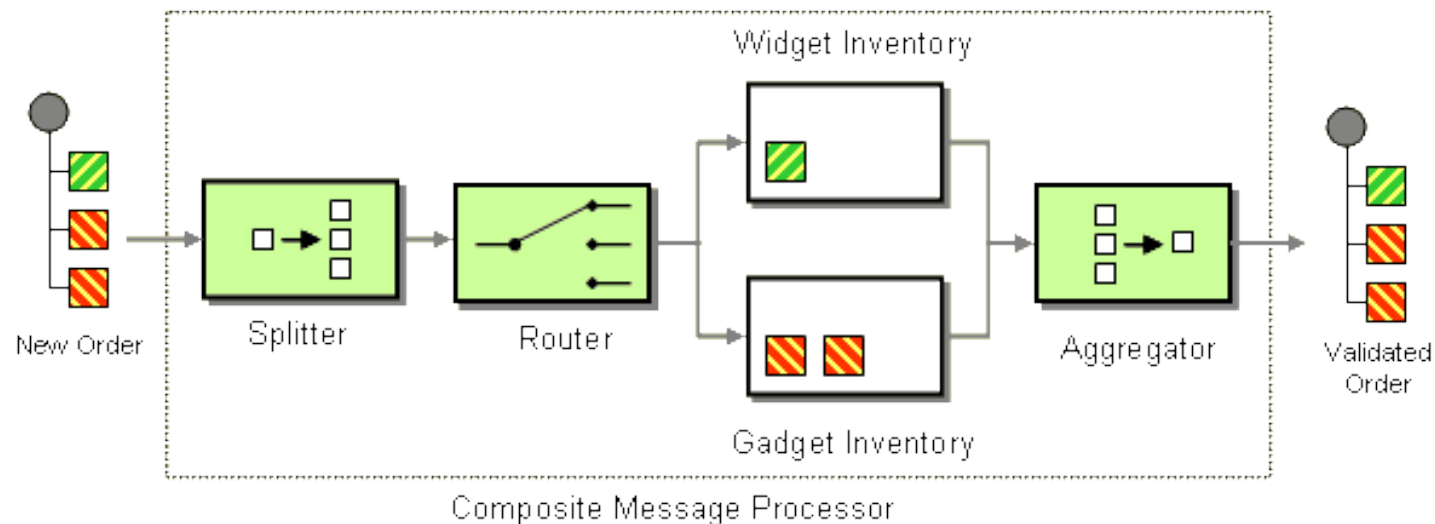 Widget Inventory
New Order
Splitter
Router
Aggregator
Validated
Order
Gadget Inventory
Composite Message Processor